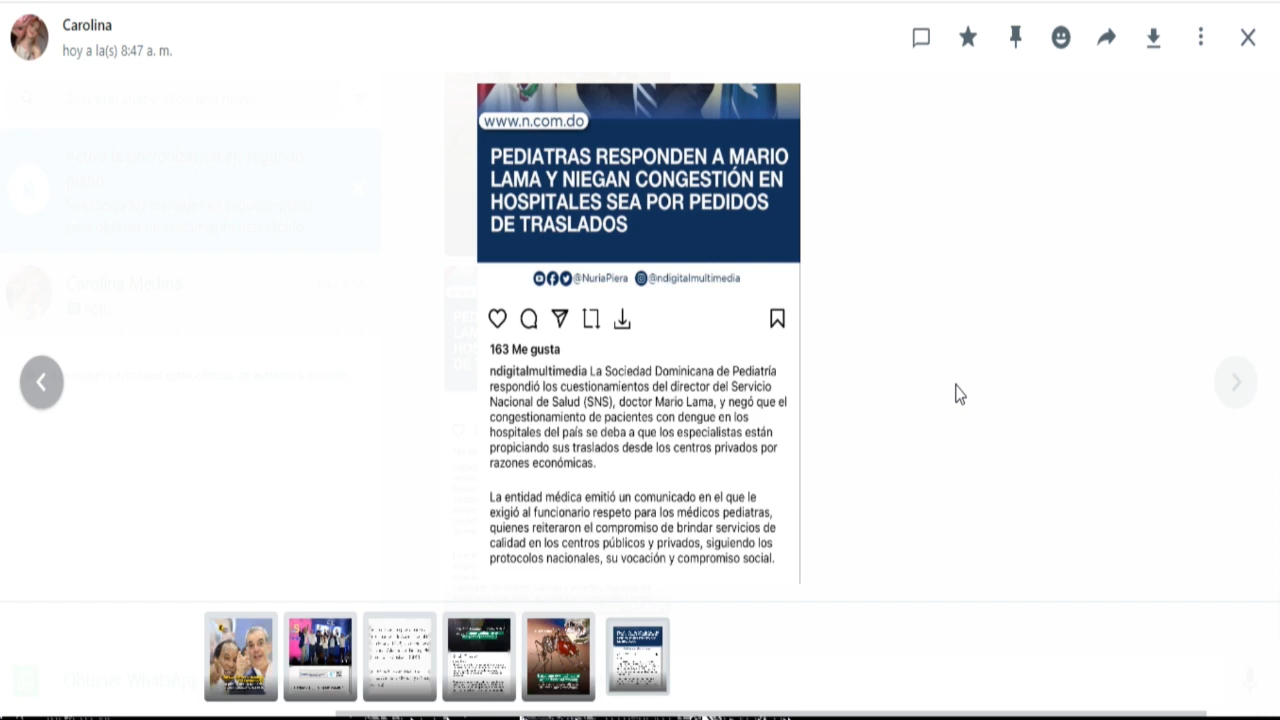 Carolina
hoy a la(s) 8:47 a. m.
www.n.com.do
PEDIATRAS RESPONDEN A MARIO
LAMA Y NIEGAN CONGESTIÓN EN
HOSPITALES SEA POR PEDIDOS
DE TRASLADOS
@NuriaPiera @ndigitalmultimedia
163 Me gusta
ndigitalmultimedia La Sociedad Dominicana de Pediatría
respondió los cuestionamientos del director del Servicio
Nacional de Salud (SNS), doctor Mario Lama, y negó que el
congestionamiento de pacientes con dengue en los
hospitales del país se deba a que los especialistas están
propiciando sus traslados desde los centros privados por
razones económicas.
La entidad médica emitió un comunicado en el que le
exigió al funcionario respeto para los médicos pediatras,
quienes reiteraron el compromiso de brindar servicios de
calidad en los centros públicos y privados, siguiendo los
protocolos nacionales, su vocación y compromiso social.
Carolina Medina
Obtener WhatsApp